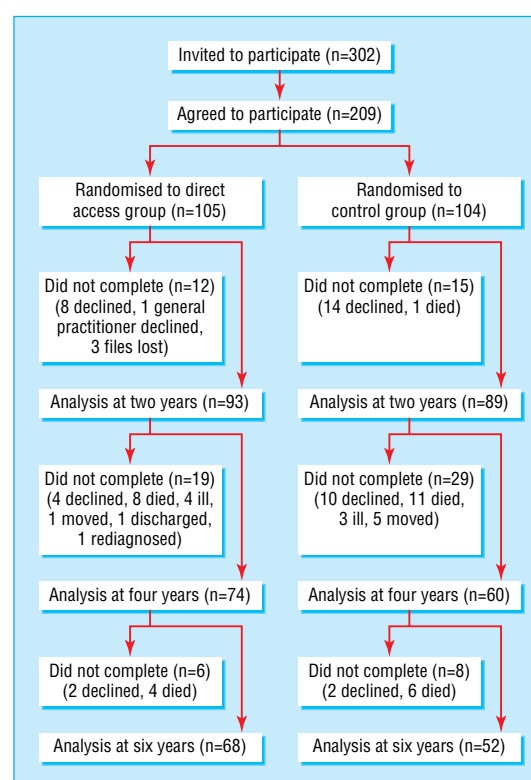 Invited to participate (n=302)
Agreed to participate (n=209)
Randomised to direct
access group (n=105)
Randomised to
control group (n=104)
Did not complete (n=12)
(8 declined, 1 general
practitioner declined,
3 files lost)
Did not complete (n=15)
(14 declined, 1 died)
Analysis at two years (n=93)
Analysis at two years (n=89)
Did not complete (n=19)
(4 declined, 8 died, 4 ill,
1 moved, 1 discharged,
1 rediagnosed)
Did not complete (n=29)
(10 declined, 11 died,
3 ill, 5 moved)
Analysis at four years (n=74)
Analysis at four years (n=60)
Did not complete (n=6)
(2 declined, 4 died)
Did not complete (n=8)
(2 declined, 6 died)
Analysis at six years (n=68)
Analysis at six years (n=52)